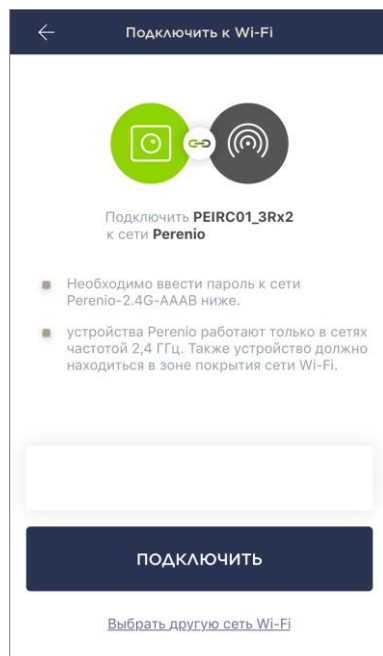 Подключить к Wi-Fi
Подключить PEIRC01_3Rx2
к сети Perenio
Необходимо ввести пароль к сети
Perenio-2.4G-AAAB ниже.
устройства Perenio работают только в сетях
частотой 2,4 ГГц. Также устройство должно
находиться в зоне покрытия сети Wi-Fi.
ПОДКЛЮЧИТЬ
Выбрать другую сеть Wi-Fi